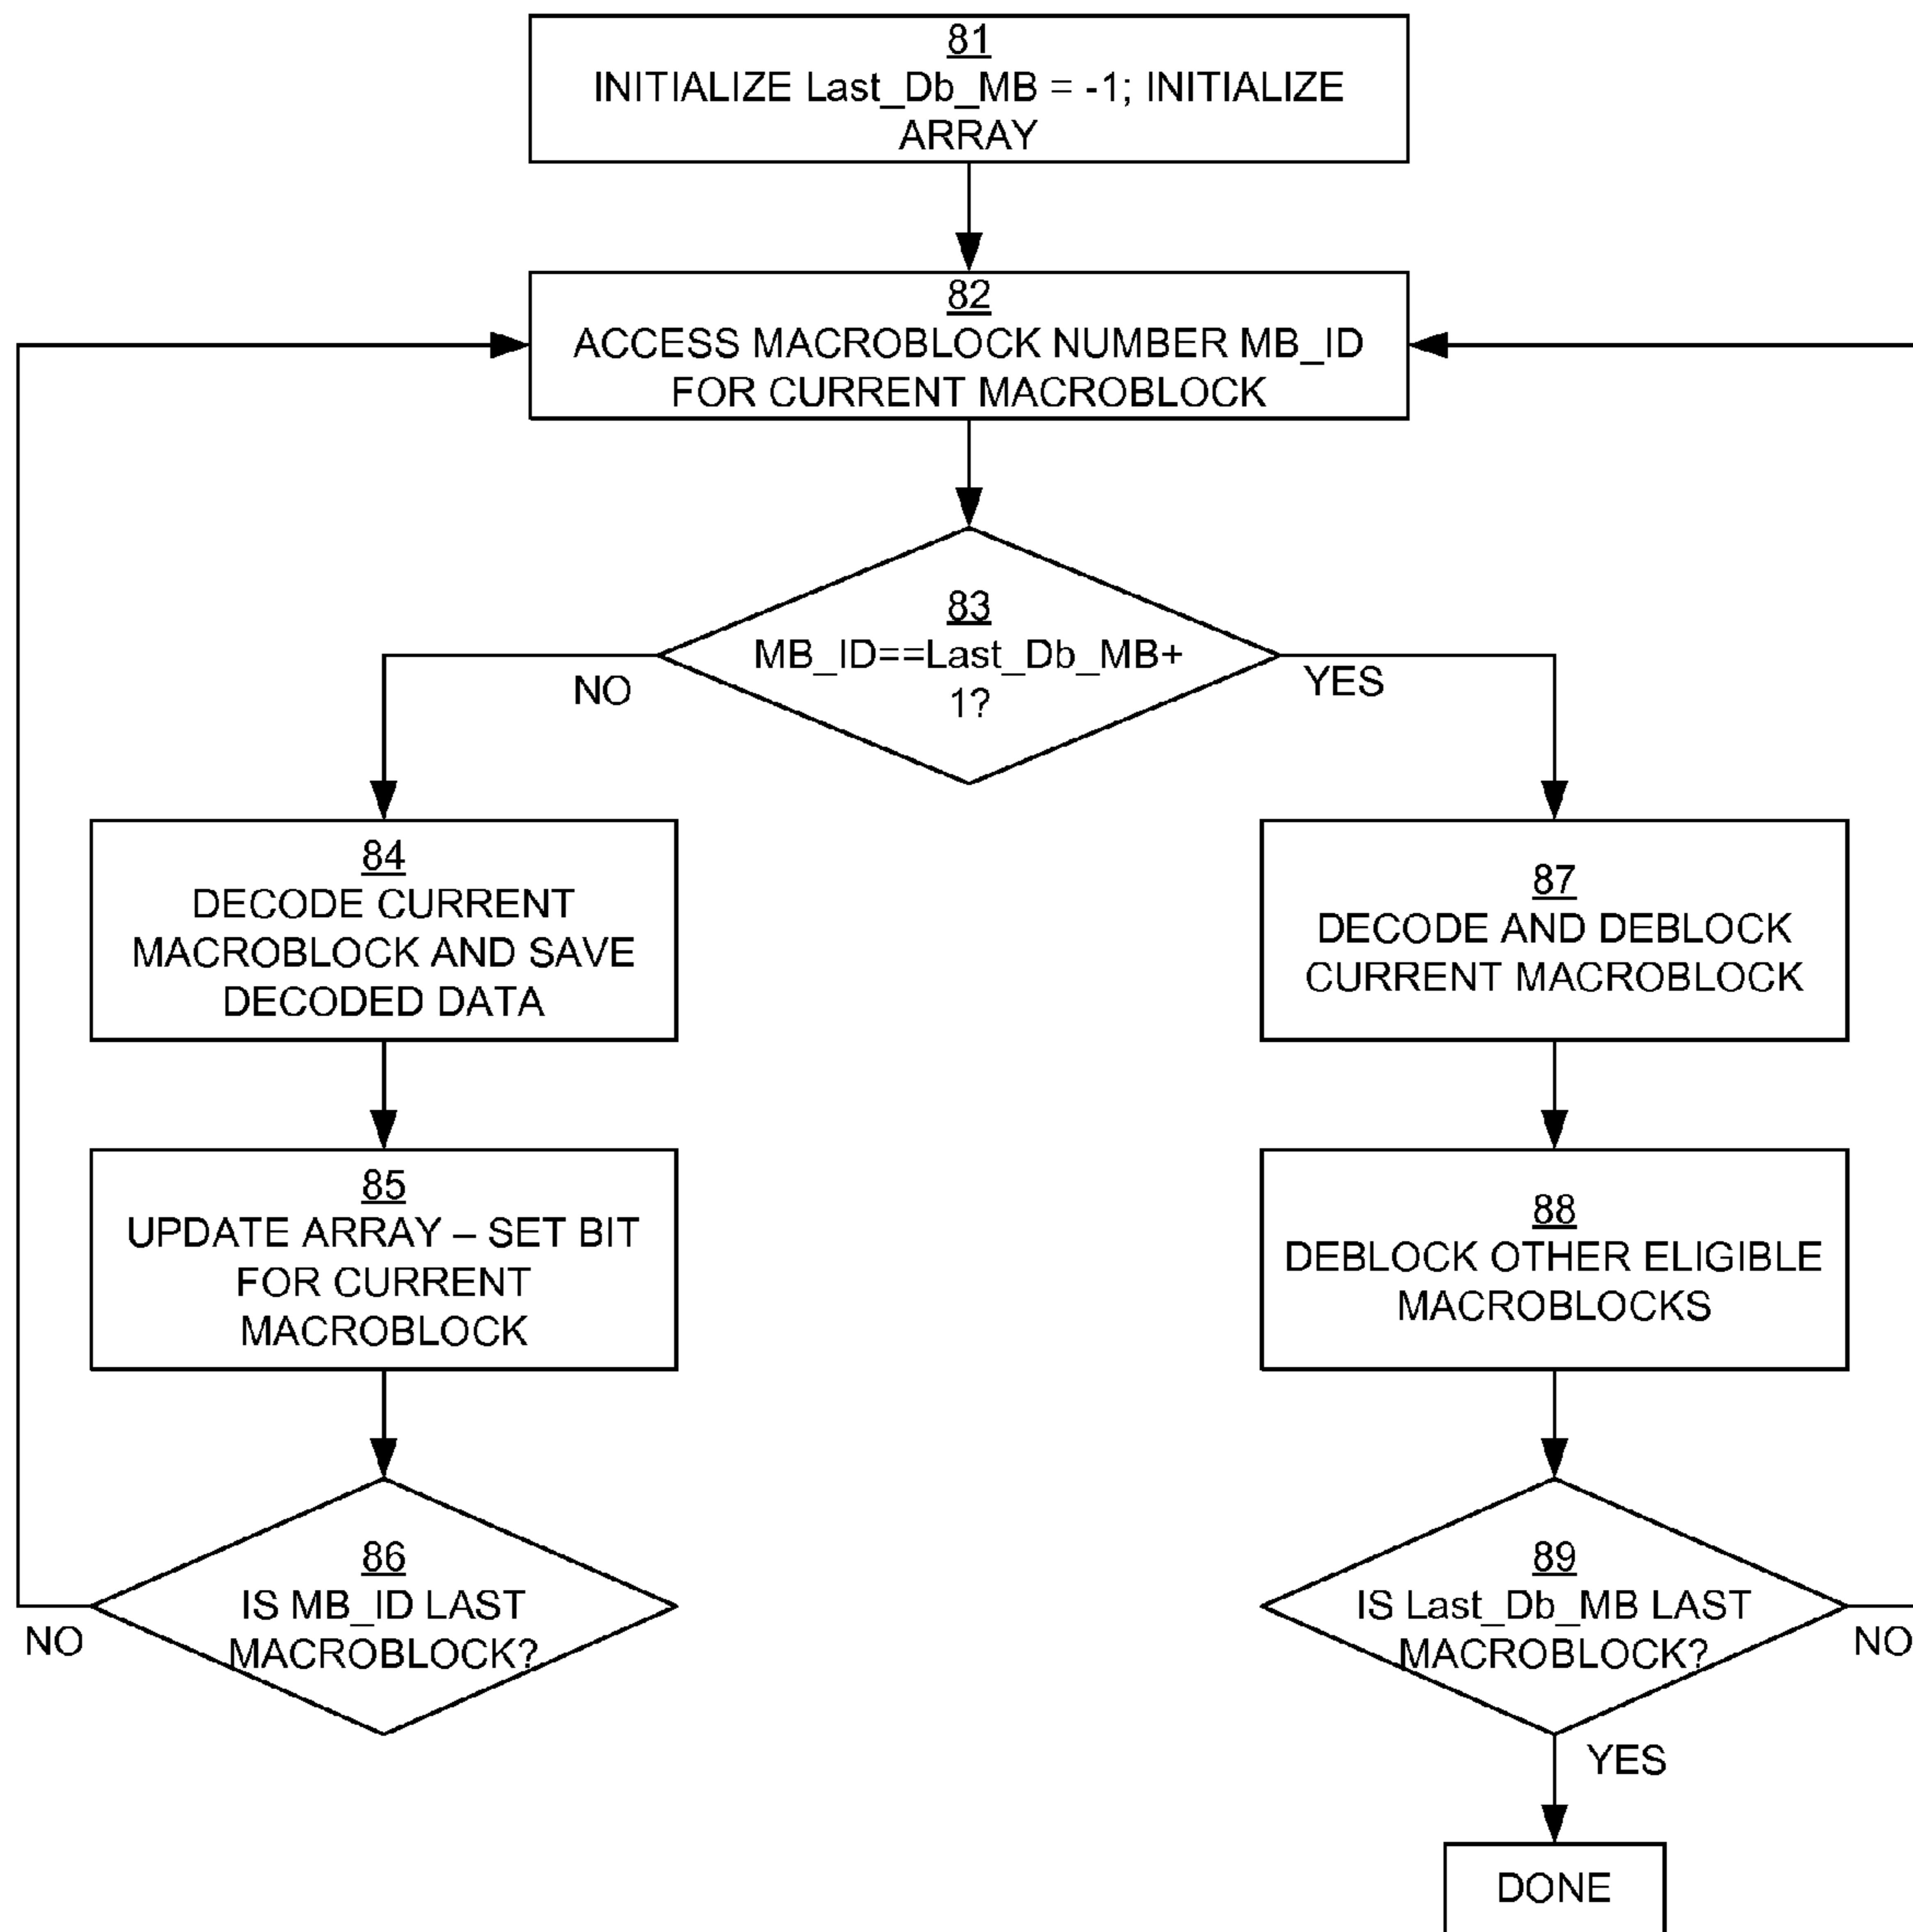 81
INITIALIZE Last_Db_MB = -1; INITIALIZE
ARRAY
82
ACCESS MACROBLOCK NUMBER MB_ID
FOR CURRENT MACROBLOCK
83
MB_ID==Last_Db_MB+
1?
NO
YES
84
DECODE CURRENT
MACROBLOCK AND SAVE
DECODED DATA
87
DECODE AND DEBLOCK
CURRENT MACROBLOCK
85
UPDATE ARRAY – SET BIT
FOR CURRENT
MACROBLOCK
88
DEBLOCK OTHER ELIGIBLE
MACROBLOCKS
86
IS MB_ID LAST
MACROBLOCK?
NO
89
IS Last_Db_MB LAST
MACROBLOCK?
NO
YES
DONE